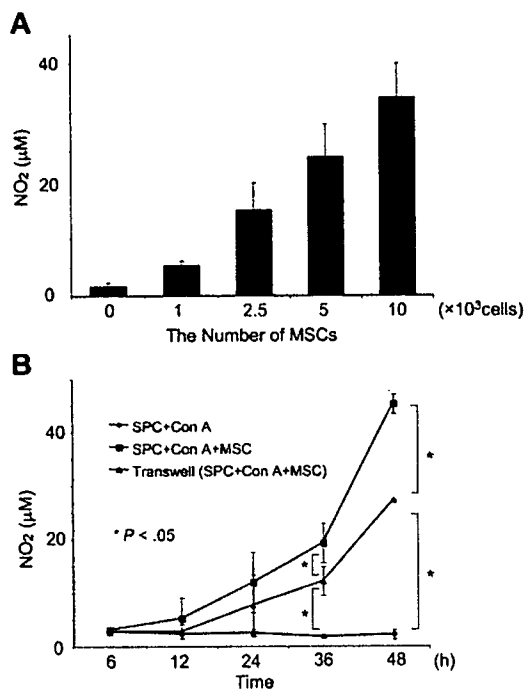 A
40
20
0
NO2 (μM)
0 1 2.5 5 10 (×10³cells)
The Number of MSCs
B
40
20
0
NO2 (μM)
SPC+Con A
SPC+Con A+MSC
Transwell (SPC+Con A+MSC)
* P < .05
*
*
*
*
6 12 24 36 48 (h)
Time